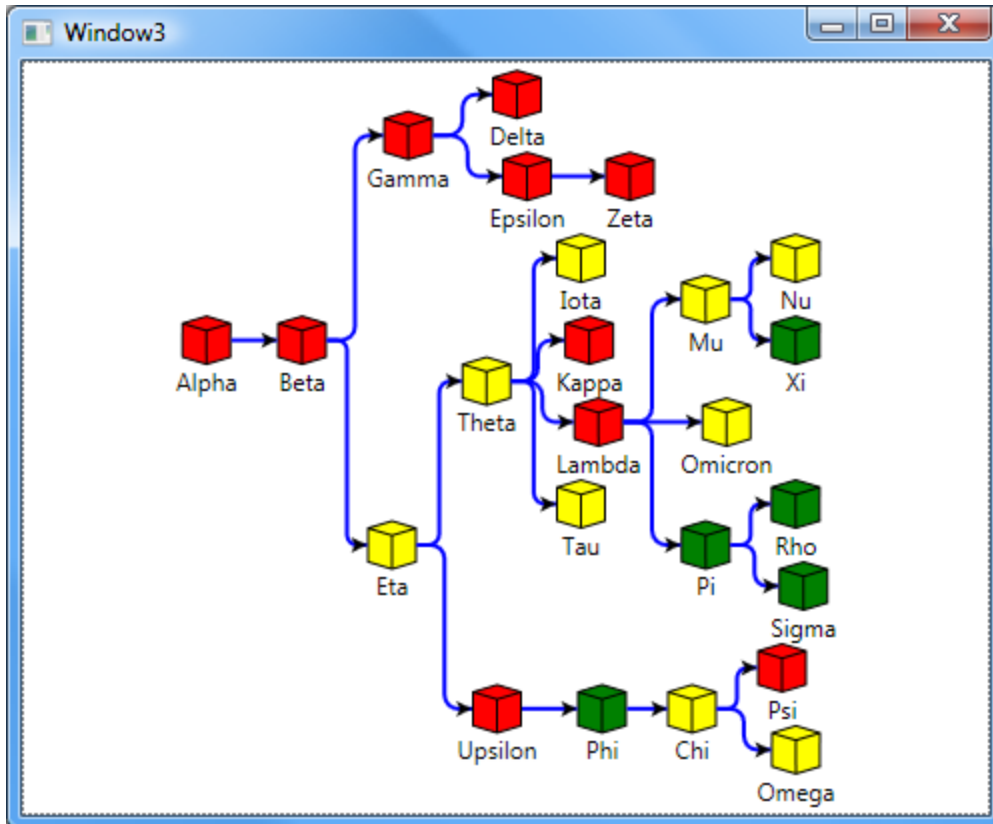 Window3
Delta
Gamma
Epsilon
Zeta
Iota
Nu
Mu
Alpha
Beta
Kappa
Xi
Theta
Lambda
Omicron
Tau
Rho
Eta
Pi
Sigma
Psi
Upsilon
Phi
Chi
Omega